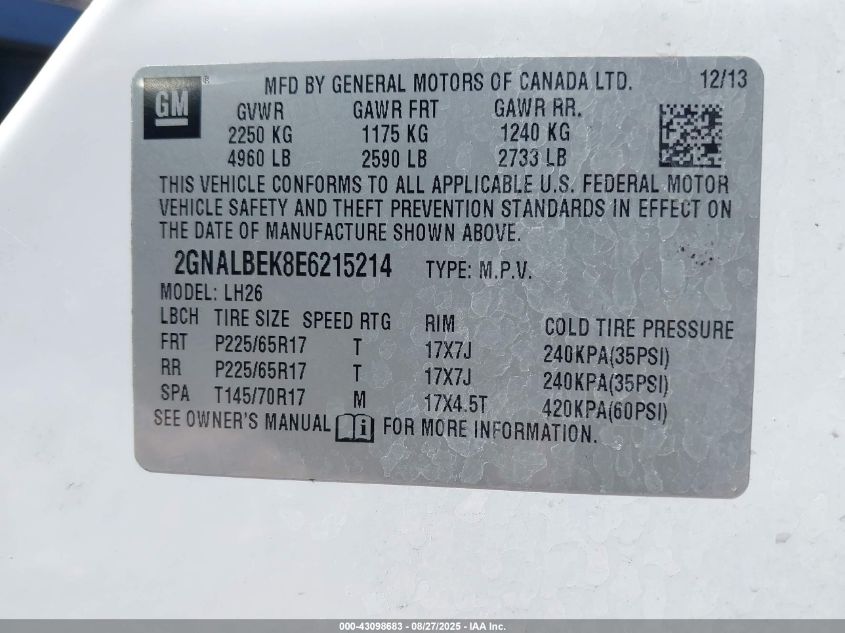 GM ® MFD BY GENERAL MOTORS OF CANADA LTD. 12/13
GVWR GAWR FRT GAWR RR.
2250 KG 1175 KG 1240 KG
4960 LB 2590 LB 2733 LB
THIS VEHICLE CONFORMS TO ALL APPLICABLE U.S. FEDERAL MOTOR
VEHICLE SAFETY AND THEFT PREVENTION STANDARDS IN EFFECT ON
THE DATE OF MANUFACTURE SHOWN ABOVE.
2GNALBEK8E6215214 TYPE: M.P.V.
MODEL: LH26
LBCH TIRE SIZE SPEED RTG RIM COLD TIRE PRESSURE
FRT P225/65R17 T 17X7J 240KPA(35PSI)
RR P225/65R17 T 17X7J 240KPA(35PSI)
SPA T145/70R17 M 17X4.5T 420KPA(60PSI)
SEE OWNER'S MANUAL i FOR MORE INFORMATION.
000-43098683 - 08/27/2025 - IAA Inc.